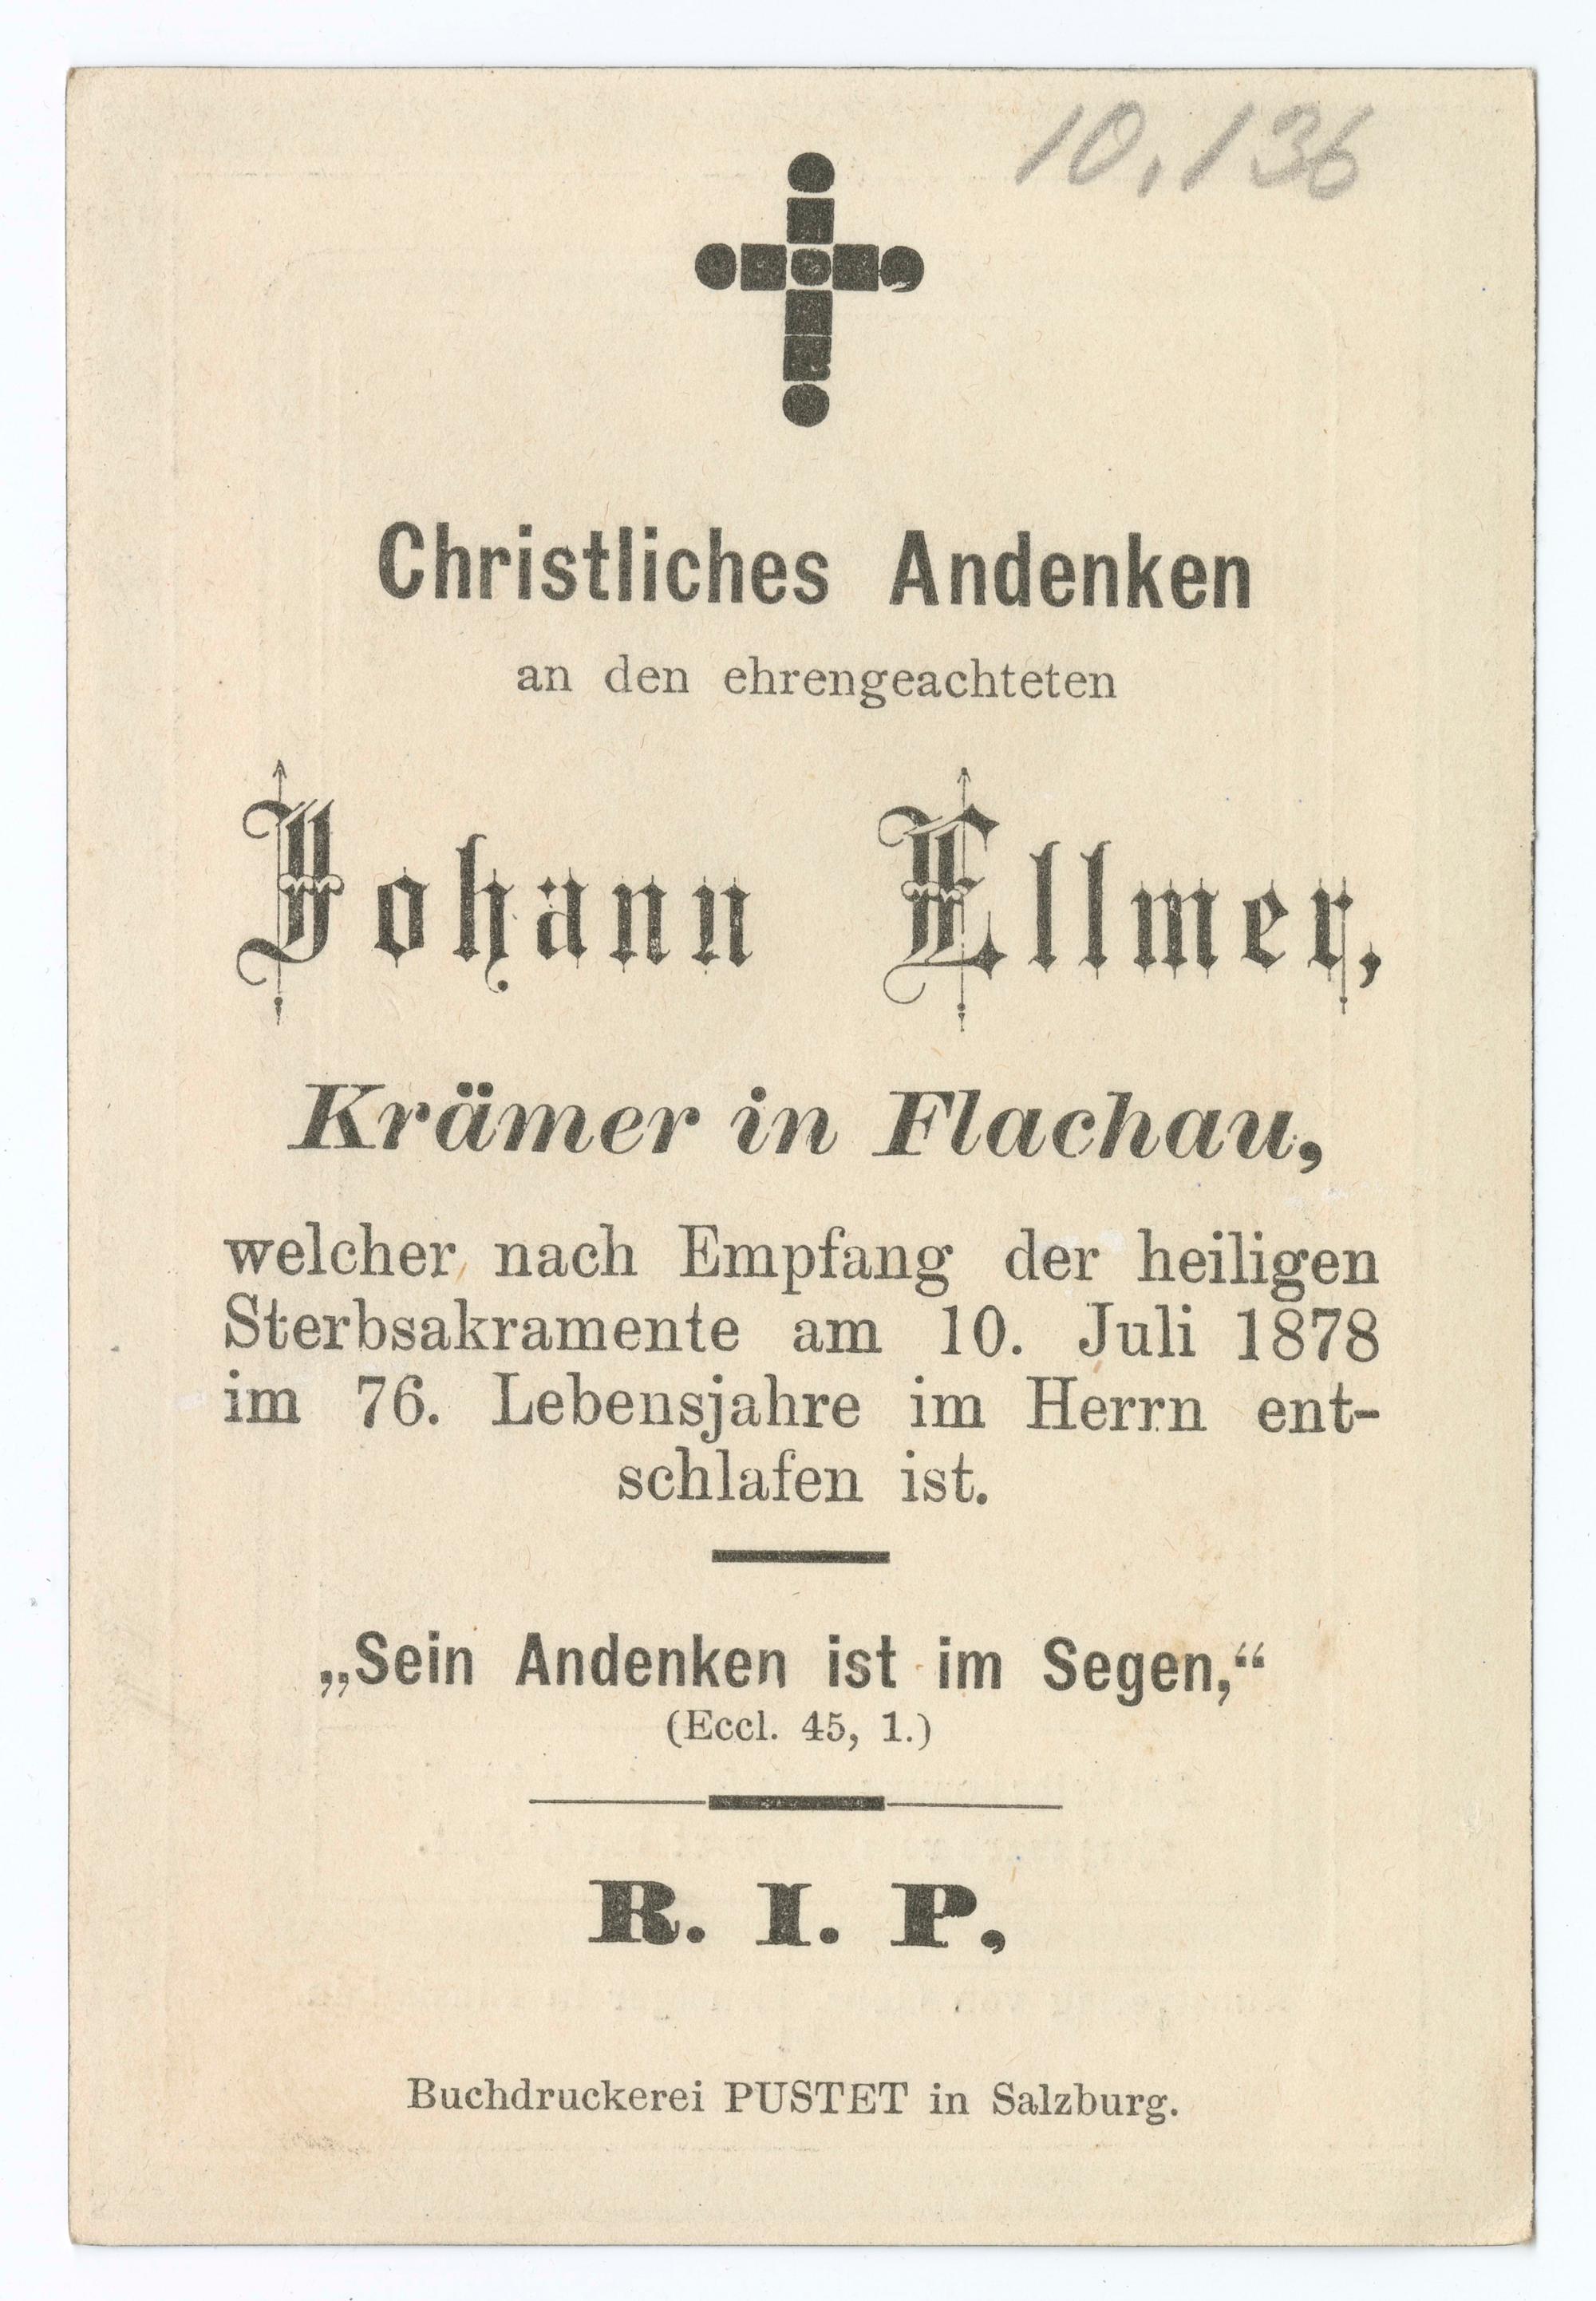 10,136
Christliches Andenken
an den ehrengeachteten
Johann Ellmer,
Krämer in Flachau,
welcher nach Empfang der heiligen
Sterbsakramente am 10. Juli 1878
im 76. Lebensjahre im Herrn ent-
schlafen ist.
„Sein Andenken ist im Segen,“
(Eccl. 45, 1.)
R. I. P,
Buchdruckerei PUSTET in Salzburg.